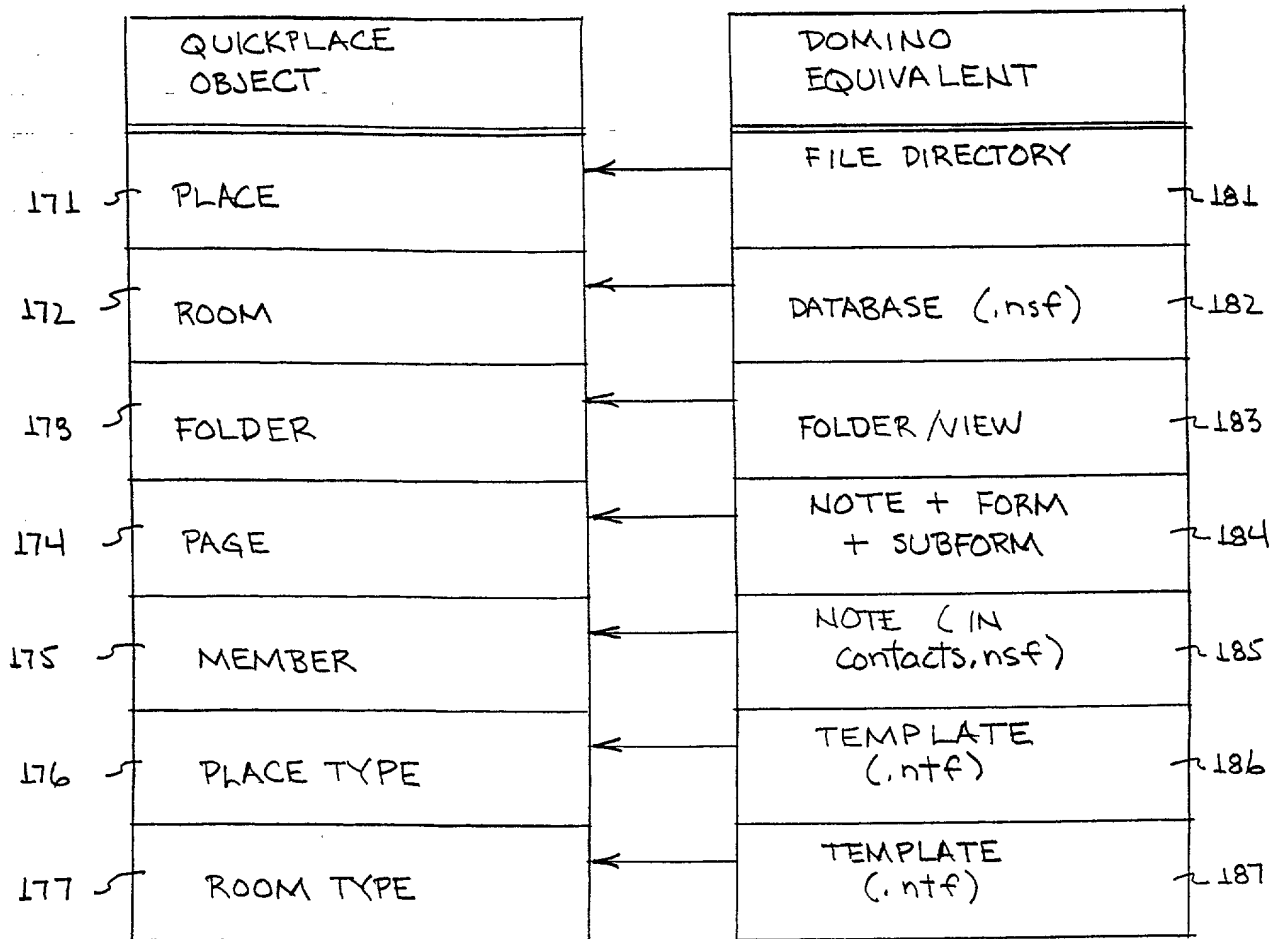 QUICKPLACE
OBJECT
DOMINO
EQUIVALENT
171 PLACE
FILE DIRECTORY
181
172 ROOM
DATABASE (.nsf)
182
173 FOLDER
FOLDER/VIEW
183
174 PAGE
NOTE + FORM
+ SUBFORM
184
175 MEMBER
NOTE (IN
contacts.nsf)
185
176 PLACE TYPE
TEMPLATE
(.ntf)
186
177 ROOM TYPE
TEMPLATE
(.ntf)
187